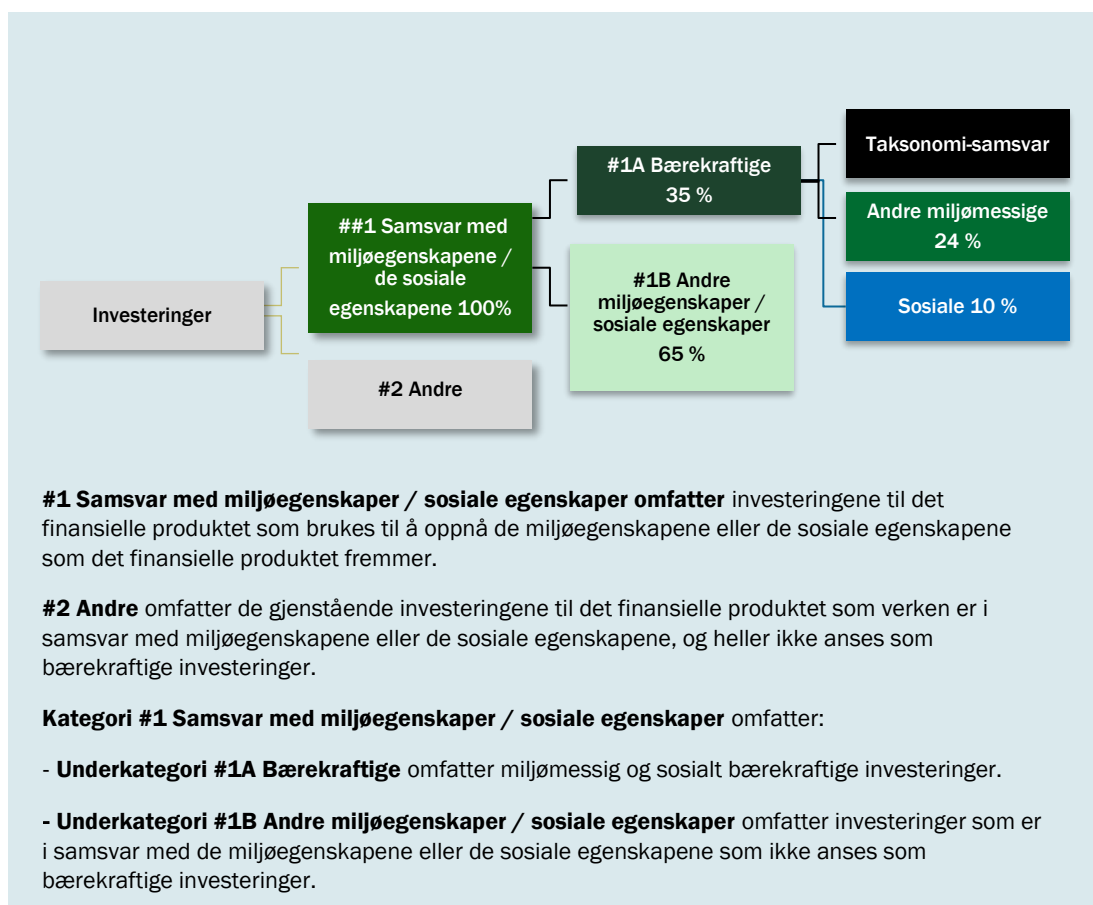 Investeringer
##1 Samsvar med
miljøegenskapene /
de sosiale
egenskapene 100%
#2 Andre
#1A Bærekraftige
35 %
#1B Andre
miljøegenskaper /
sosiale egenskaper
65 %
Taksonomi-samsvar
Andre miljømessige
24 %
Sosiale 10 %
#1 Samsvar med miljøegenskaper / sosiale egenskaper omfatter investeringene til det
finansielle produktet som brukes til å oppnå de miljøegenskapene eller de sosiale egenskapene
som det finansielle produktet fremmer.
#2 Andre omfatter de gjenstående investeringene til det finansielle produktet som verken er i
samsvar med miljøegenskapene eller de sosiale egenskapene, og heller ikke anses som
bærekraftige investeringer.
Kategori #1 Samsvar med miljøegenskaper / sosiale egenskaper omfatter:
- Underkategori #1A Bærekraftige omfatter miljømessig og sosialt bærekraftige investeringer.
- Underkategori #1B Andre miljøegenskaper / sosiale egenskaper omfatter investeringer som er
i samsvar med de miljøegenskapene eller de sosiale egenskapene som ikke anses som
bærekraftige investeringer.